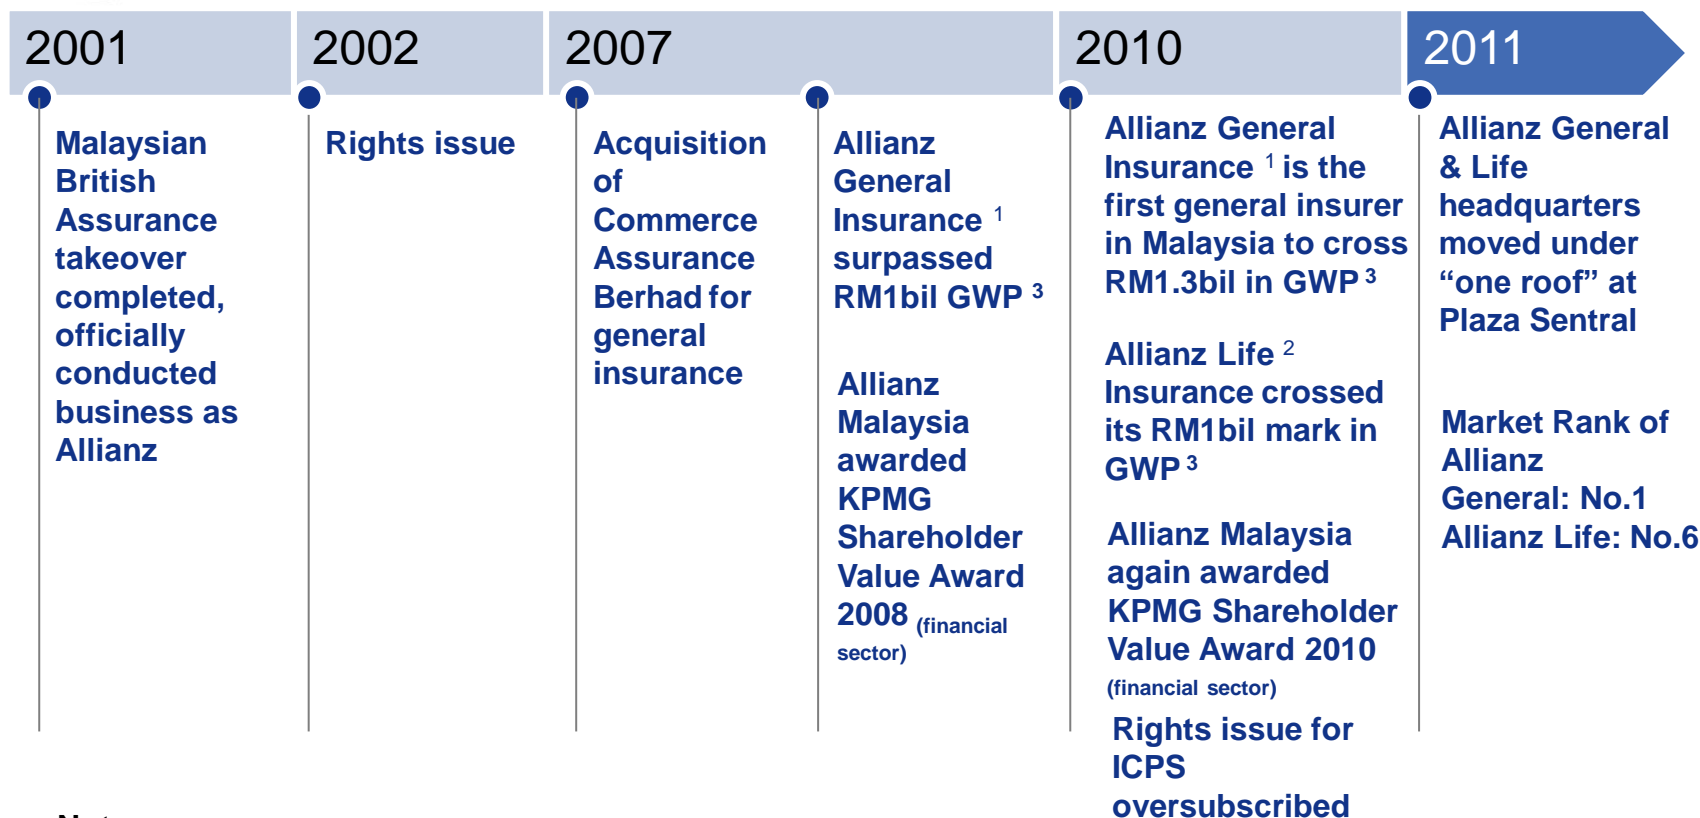 2001
Malaysian
British
Assurance
takeover
completed,
officially
conducted
business as
Allianz
2002
Rights issue
2007
Acquisition
of
Commerce
Assurance
Berhad for
general
insurance
Allianz
General
Insurance 1
surpassed
RM1bil GWP 3
Allianz
Malaysia
awarded
KPMG
Shareholder
Value Award
2008 (financial
sector)
2010
Allianz General
Insurance 1 is the
first general insurer
in Malaysia to cross
RM1.3bil in GWP 3
Allianz Life 2
Insurance crossed
its RM1bil mark in
GWP 3
Allianz Malaysia
again awarded
KPMG Shareholder
Value Award 2010
(financial sector)
Rights issue for
ICPS
oversubscribed
2011
Allianz General
& Life
headquarters
moved under
“one roof” at
Plaza Sentral
Market Rank of
Allianz
General: No.1
Allianz Life: No.6